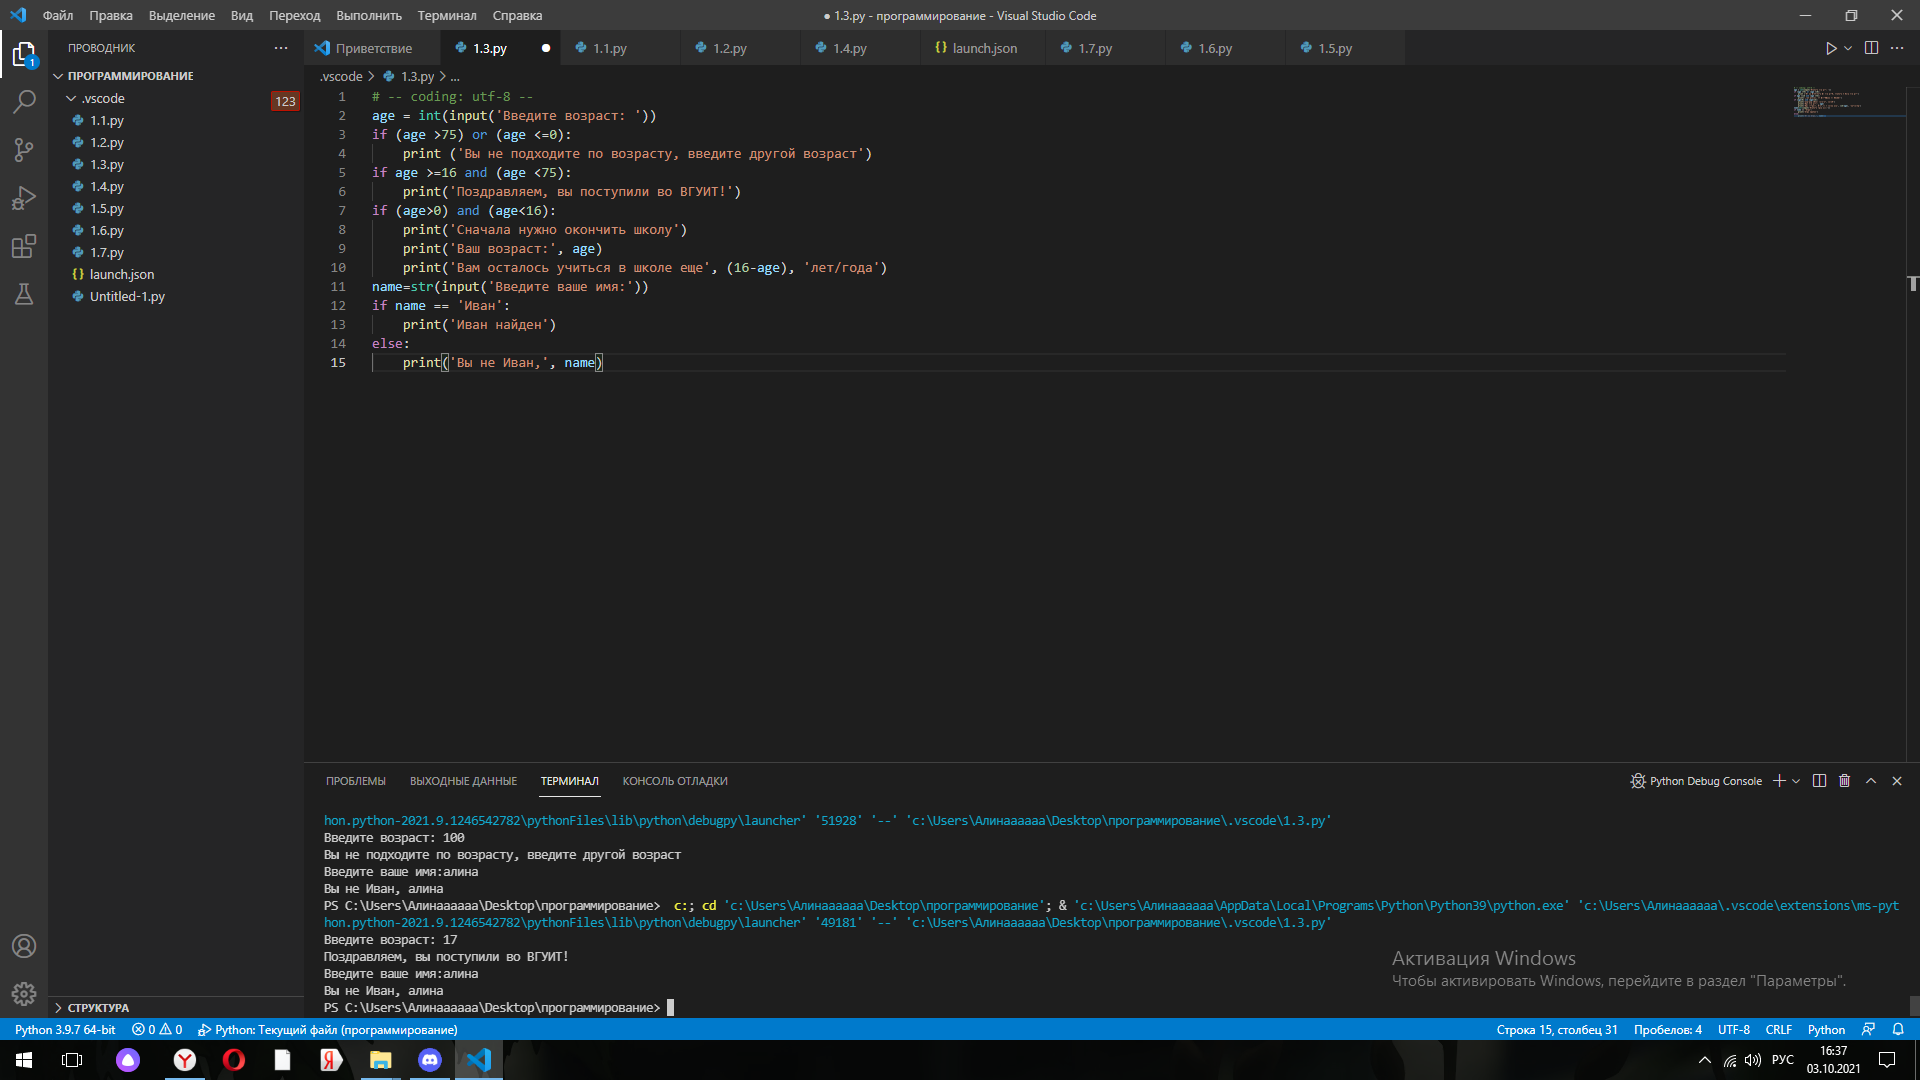 Файл Правка Выделение Вид Переход Выполнить Терминал Справка
● 1.3.py - программирование - Visual Studio Code
ПРОВОДНИК
1
ПРОГРАММИРОВАНИЕ
.vscode 123
1.1.py
1.2.py
1.3.py
1.4.py
1.5.py
1.6.py
1.7.py
launch.json
Untitled-1.py
СТРУКТУРА
Приветствие 1.3.py 1.1.py 1.2.py 1.4.py launch.json 1.7.py 1.6.py 1.5.py
.vscode > 1.3.py > ...
1 # -- coding: utf-8 --
2 age = int(input('Введите возраст: '))
3 if (age >75) or (age <=0):
4     print ('Вы не подходите по возрасту, введите другой возраст')
5 if age >=16 and (age <75):
6     print('Поздравляем, вы поступили во ВГУИТ!')
7 if (age>0) and (age<16):
8     print('Сначала нужно окончить школу')
9     print('Ваш возраст:', age)
10     print('Вам осталось учиться в школе еще', (16-age), 'лет/года')
11 name=str(input('Введите ваше имя:'))
12 if name == 'Иван':
13     print('Иван найден')
14 else:
15     print('Вы не Иван,', name)
ПРОБЛЕМЫ ВЫХОДНЫЕ ДАННЫЕ ТЕРМИНАЛ КОНСОЛЬ ОТЛАДКИ
Python Debug Console
hon.python-2021.9.1246542782\pythonFiles\lib\python\debugpy\launcher' '51928' '--' 'c:\Users\Алинаааааа\Desktop\программирование\.vscode\1.3.py'
Введите возраст: 100
Вы не подходите по возрасту, введите другой возраст
Введите ваше имя:алина
Вы не Иван, алина
PS C:\Users\Алинаааааа\Desktop\программирование>  c:; cd 'c:\Users\Алинаааааа\Desktop\программирование'; & 'c:\Users\Алинаааааа\AppData\Local\Programs\Python\Python39\python.exe' 'c:\Users\Алинаааааа\.vscode\extensions\ms-pyt
hon.python-2021.9.1246542782\pythonFiles\lib\python\debugpy\launcher' '49181' '--' 'c:\Users\Алинаааааа\Desktop\программирование\.vscode\1.3.py'
Введите возраст: 17
Поздравляем, вы поступили во ВГУИТ!
Введите ваше имя:алина
Вы не Иван, алина
PS C:\Users\Алинаааааа\Desktop\программирование>
Активация Windows
Чтобы активировать Windows, перейдите в раздел "Параметры".
Python 3.9.7 64-bit 0 0 Python: Текущий файл (программирование)
Строка 15, столбец 31 Пробелов: 4 UTF-8 CRLF Python
РУС
16:37
03.10.2021